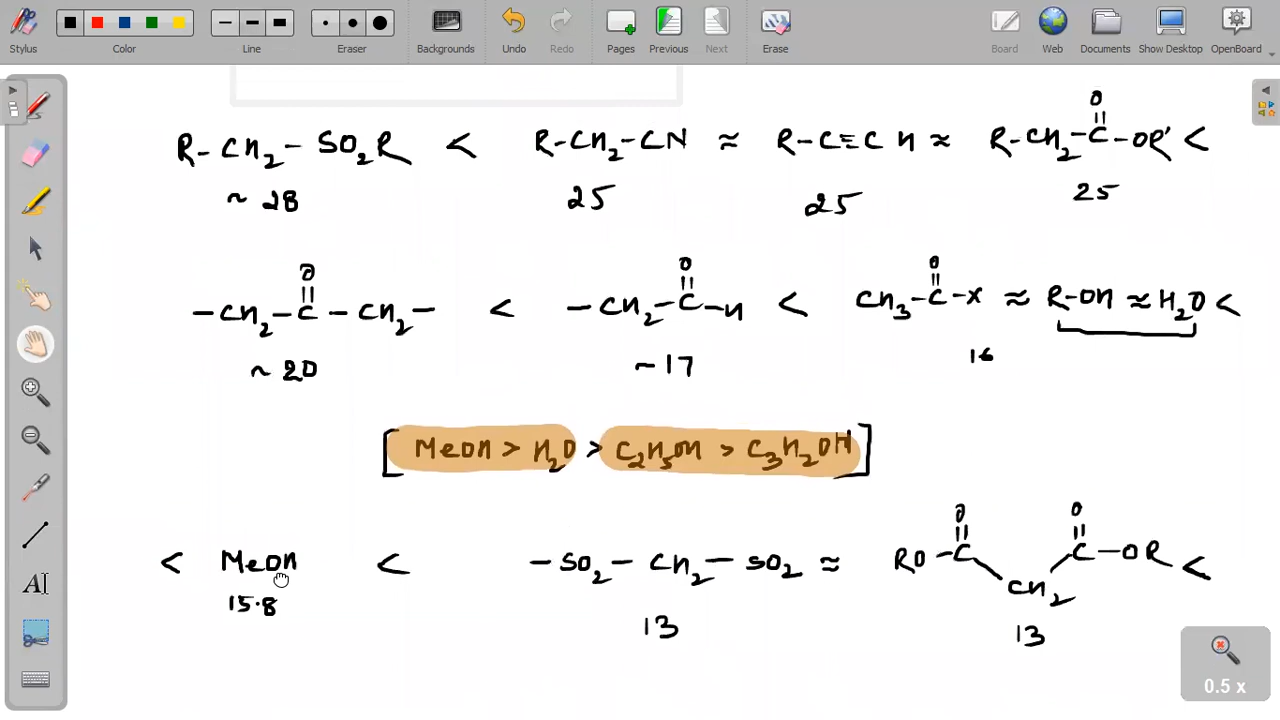 Stylus Color Line Eraser Backgrounds Undo Redo Pages Previous Next Erase Board Web Documents Show Desktop OpenBoard
O
R-CH₂-SO₂R < R-CH₂-CN ≈ R-C≡CH ≈ R-CH₂-C-OR' <
~28 25 25 25
O O O
-CH₂-C-CH₂- < -CH₂-C-H < CH₃-C-X ≈ R-OH ≈ H₂O <
~20 ~17 16
[MeOH > H₂O > C₂H₅OH > C₃H₂OH]
O O
< MeOH < -SO₂-CH₂-SO₂ ≈ RO-C C-OR <
CH₂
15.8 13 13
0.5 x